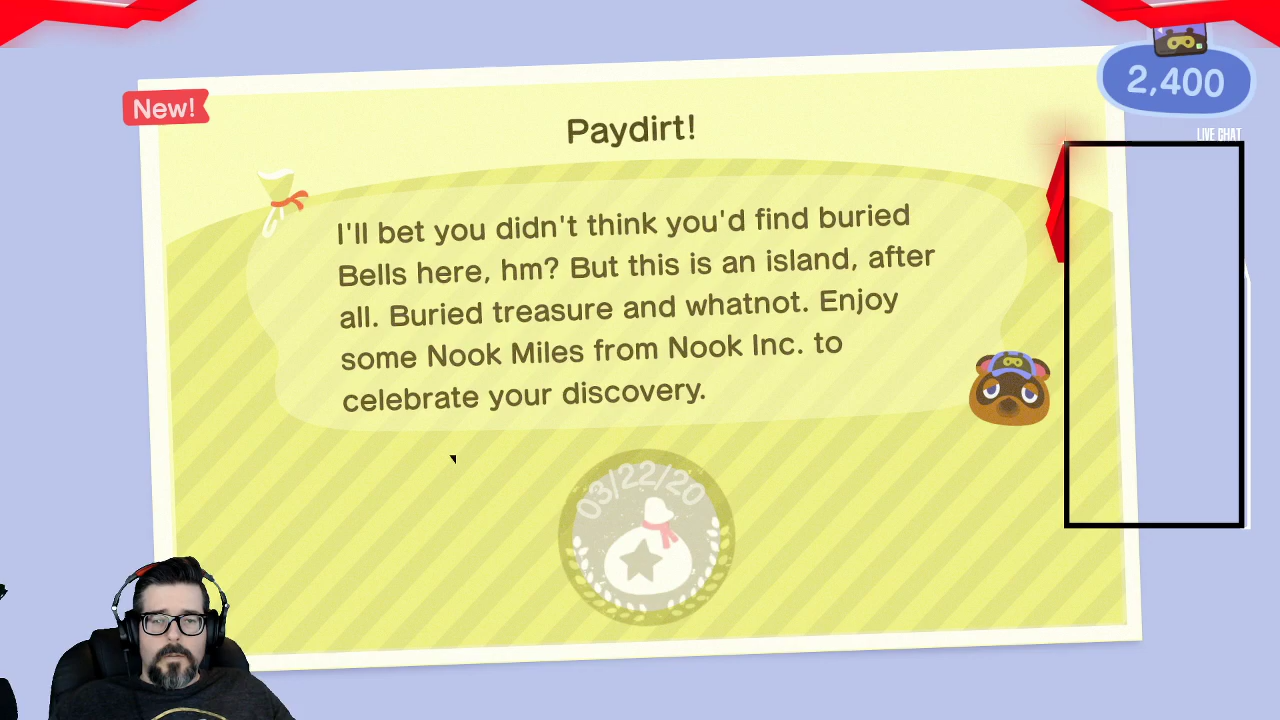 2,400
New!
Paydirt!
LIVE CHAT
I'll bet you didn't think you'd find buried
Bells here, hm? But this is an island, after
all. Buried treasure and whatnot. Enjoy
some Nook Miles from Nook Inc. to
celebrate your discovery.
03/22/20